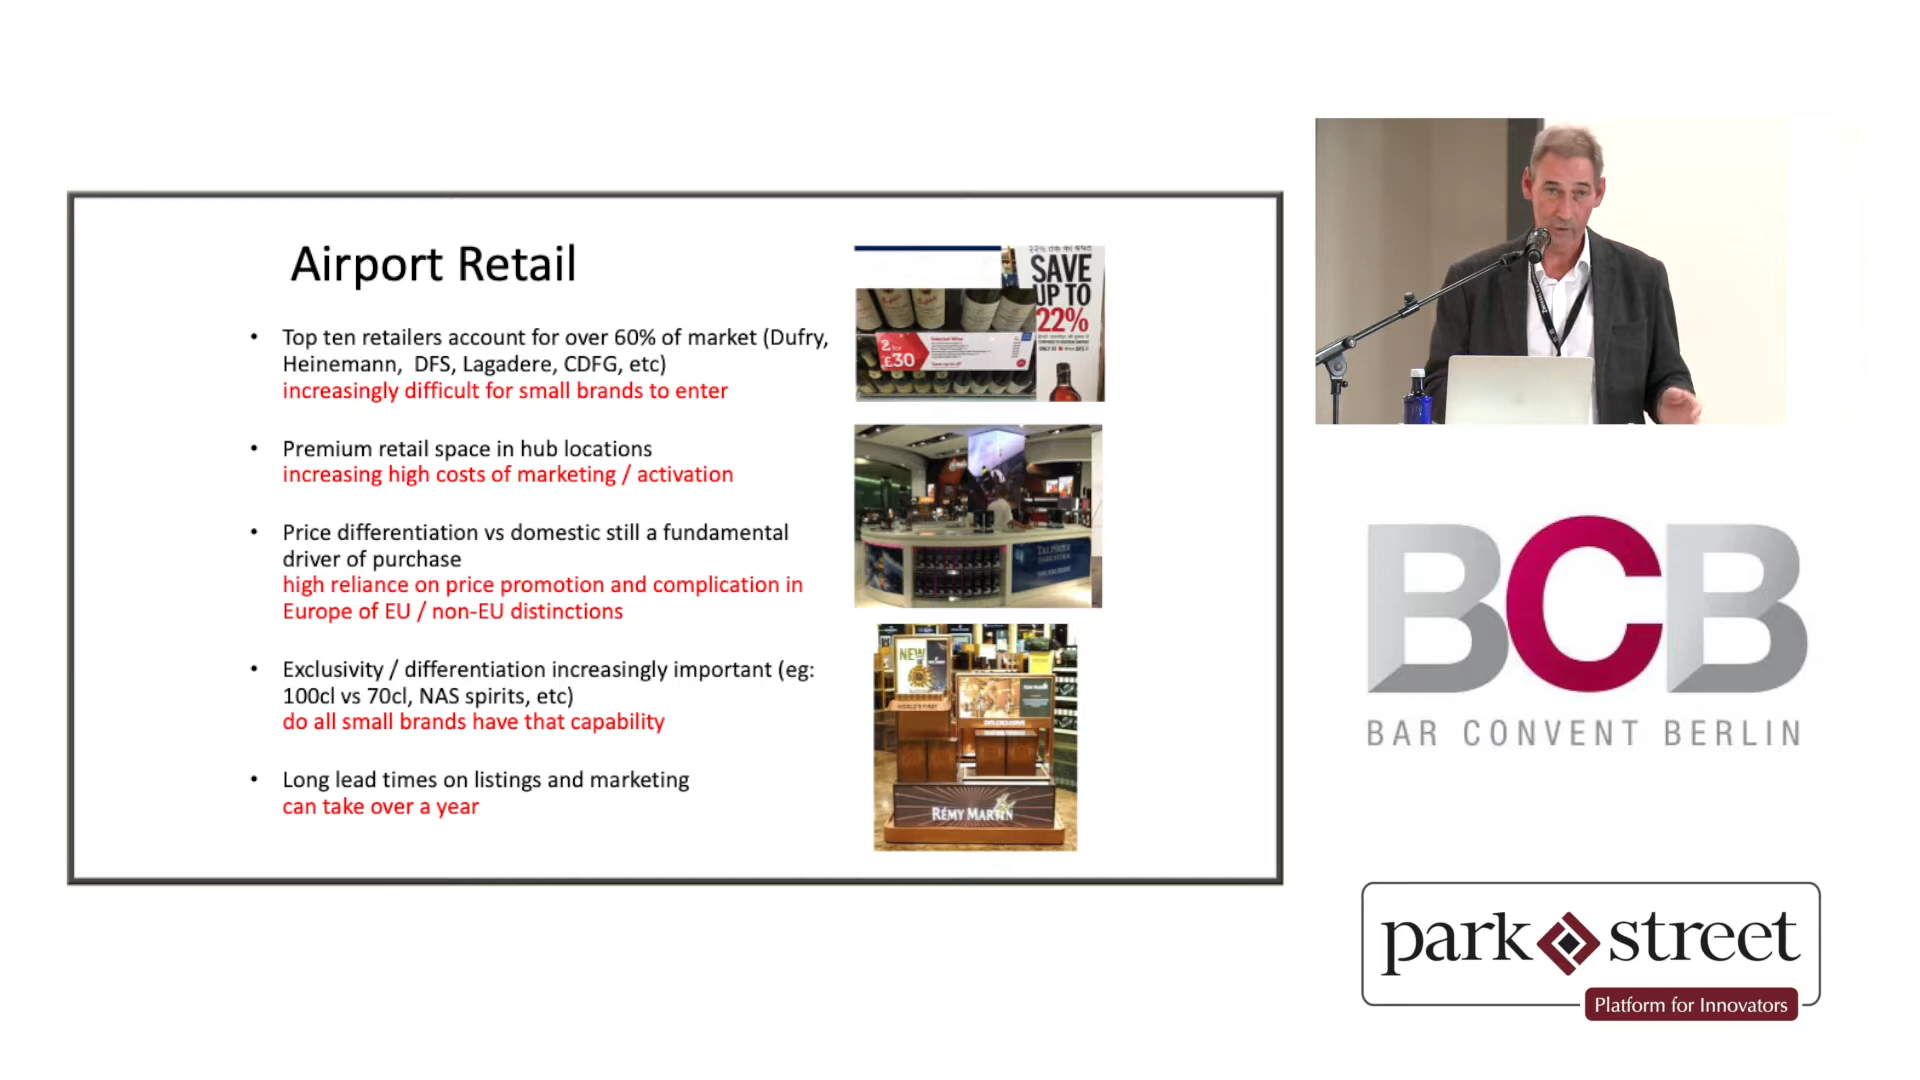 Airport Retail
• Top ten retailers account for over 60% of market (Dufry,
Heinemann, DFS, Lagadere, CDFG, etc)
increasingly difficult for small brands to enter
• Premium retail space in hub locations
increasing high costs of marketing / activation
• Price differentiation vs domestic still a fundamental
driver of purchase
high reliance on price promotion and complication in
Europe of EU / non-EU distinctions
• Exclusivity / differentiation increasingly important (eg:
100cl vs 70cl, NAS spirits, etc)
do all small brands have that capability
• Long lead times on listings and marketing
can take over a year
SAVE
UP TO
22%
2 for
£30
TALISKER
NEW
WORLD'S FIRST
RÉMY MARTIN
BCB
BAR CONVENT BERLIN
park street
Platform for Innovators